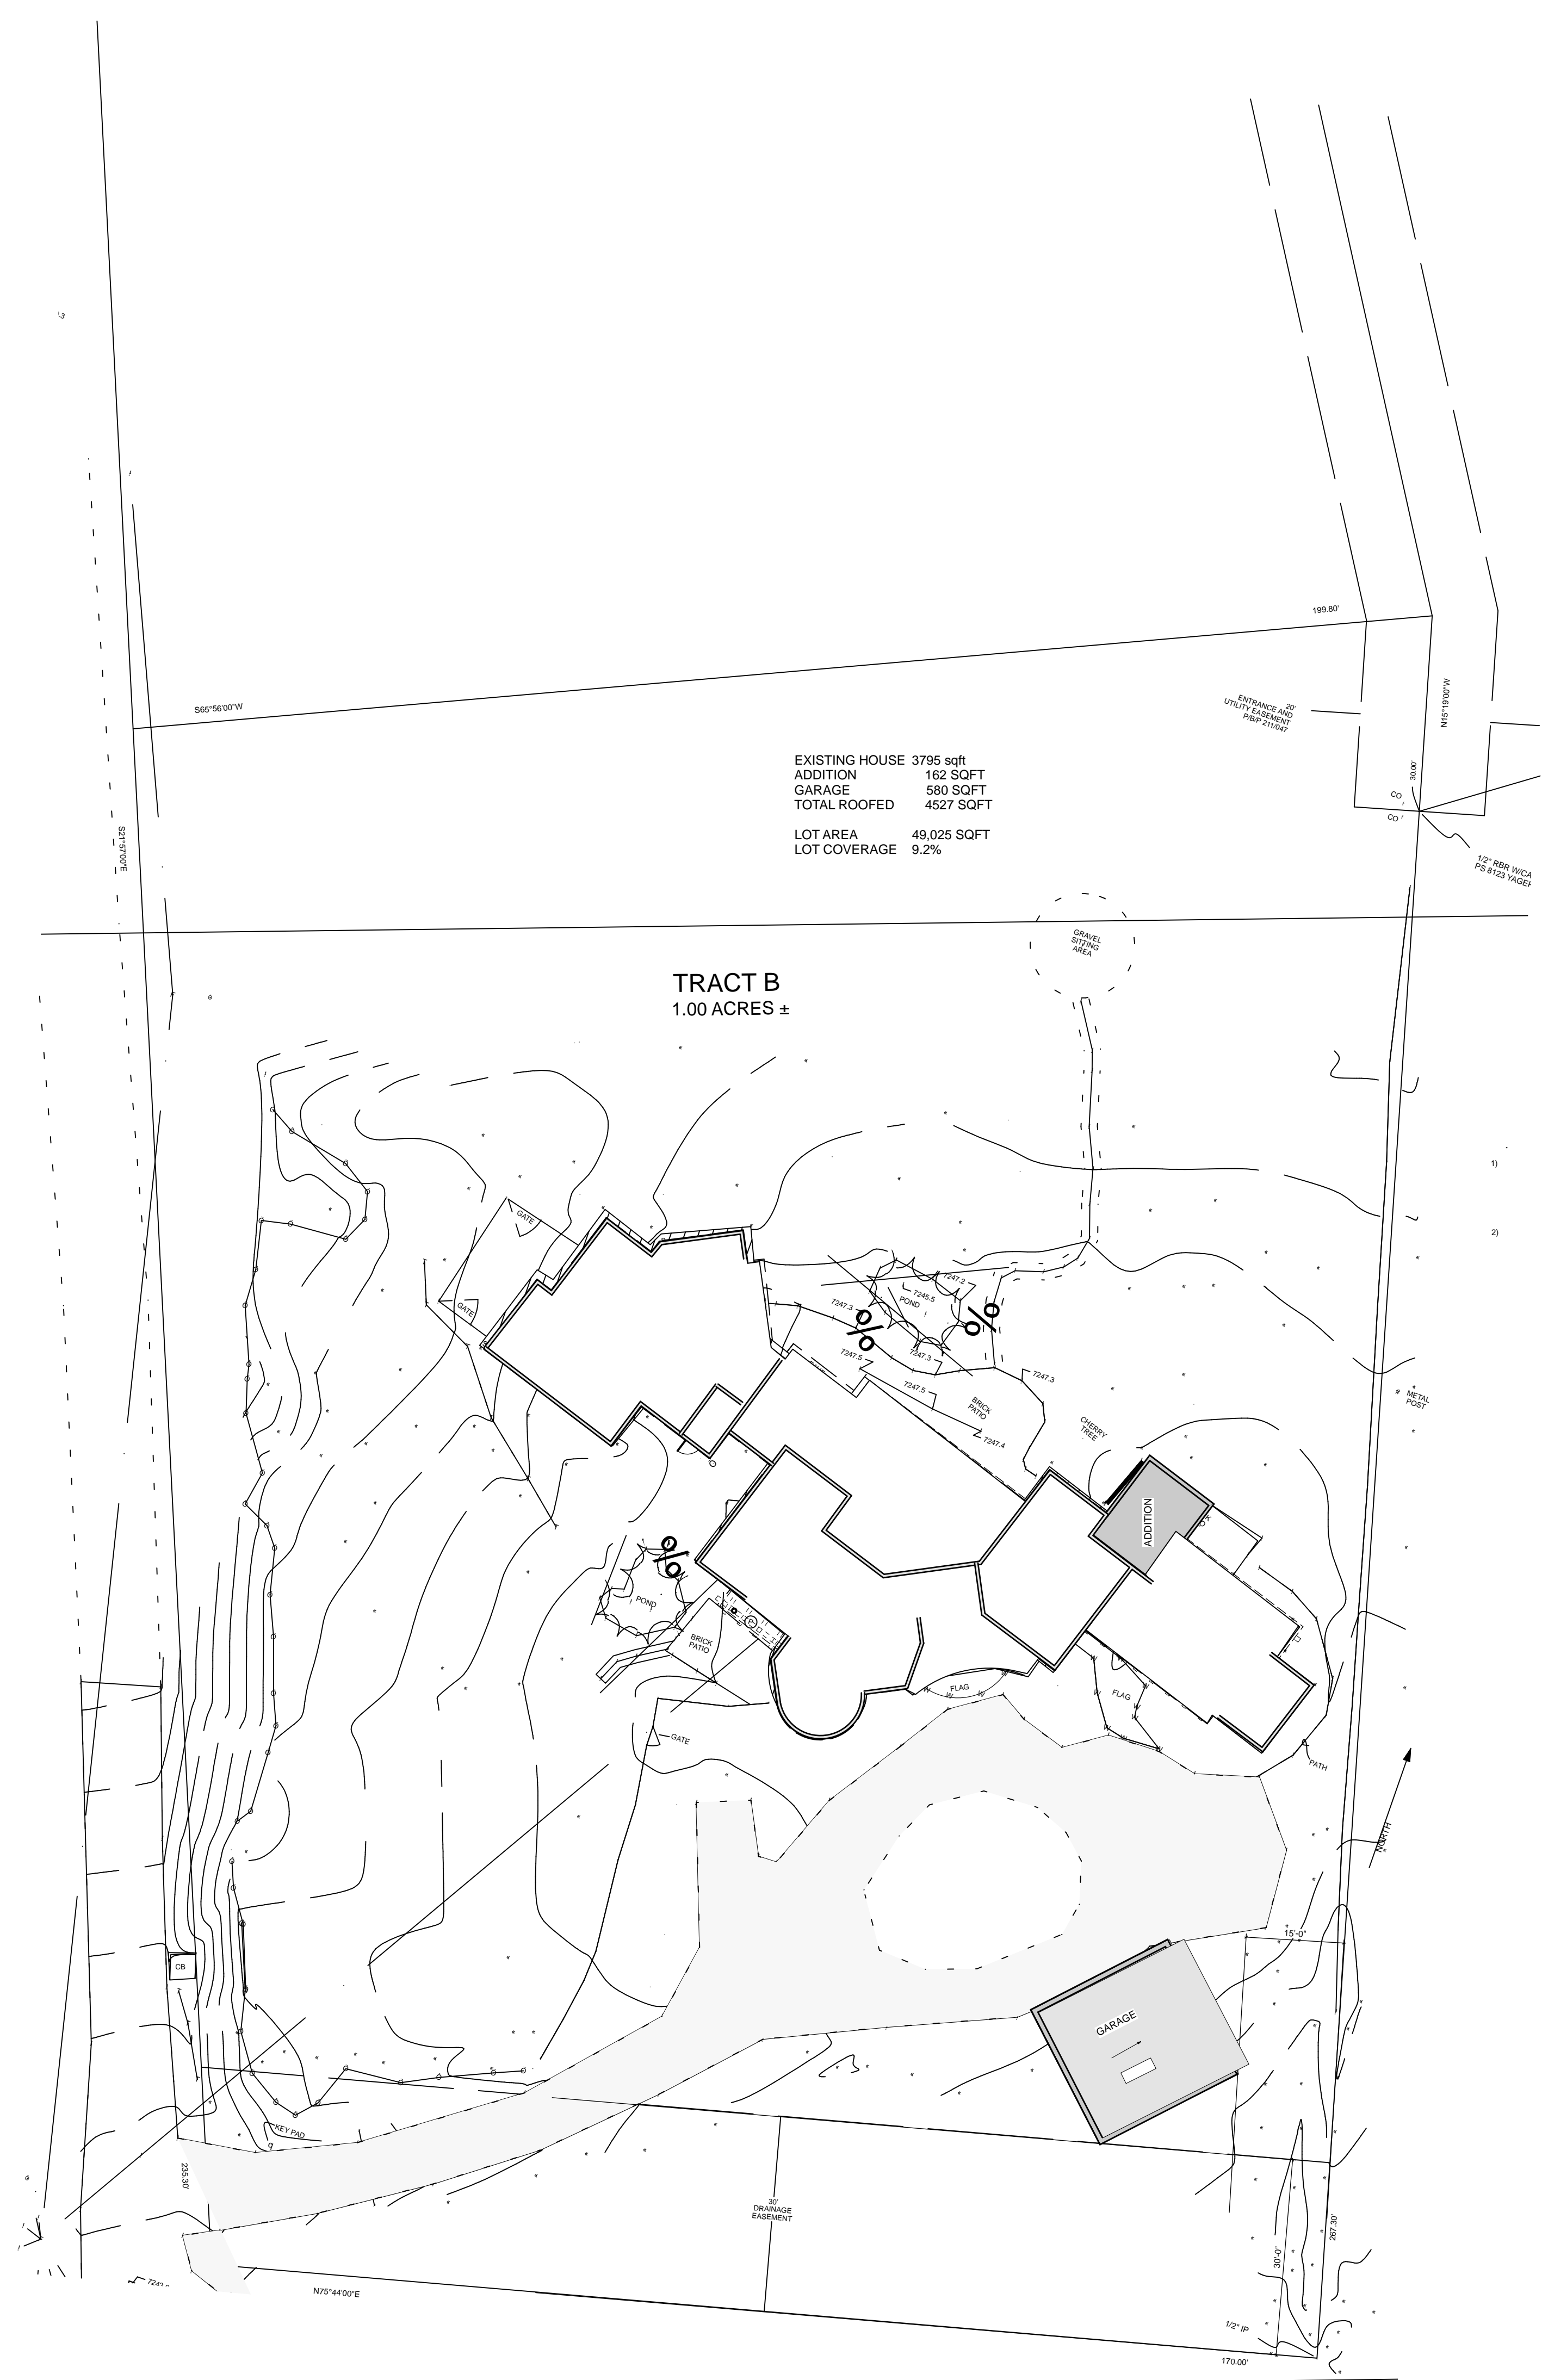 199.80'
S65°56'00"W
N15°19'00"W
20'
ENTRANCE AND
UTILITY EASEMENT
P/B/P 211/047
30.00'
CO
CO
1/2" RBR W/CA
PS 8123 YAGER
EXISTING HOUSE 3795 sqft
ADDITION 162 SQFT
GARAGE 580 SQFT
TOTAL ROOFED 4527 SQFT
LOT AREA 49,025 SQFT
LOT COVERAGE 9.2%
S21°57'00"E
GRAVEL
SITTING
AREA
TRACT B
1.00 ACRES ±
1)
2)
GATE
GATE
7247.2
7245.5
POND
7247.3
%
%
7247.5
7247.3
7247.3
7247.5
BRICK
PATIO
7247.4
METAL
POST
CHERRY
TREE
ADDITION
%
POND
BRICK
PATIO
FLAG
FLAG
GATE
PATH
NORTH
15'-0"
CB
GARAGE
KEY PAD
235.30'
30'
DRAINAGE
EASEMENT
267.30'
30'-0"
N75°44'00"E
1/2" IP
170.00'